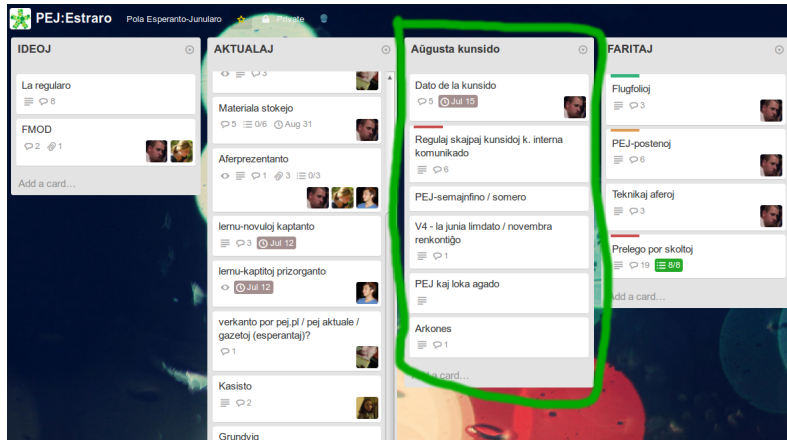 PEJ:Estraro Pola Esperanto-Junularo Private
IDEOJ
La regularo
8
FMOD
2 1
Add a card…
AKTUALAJ
3
Materiala stokejo
5 0/6 Aug 31
Aferprezentanto
1 3 0/3
lernu-novuloj kaptanto
3 Jul 12
lernu-kaptitoj prizorganto
Jul 12
verkanto por pej.pl / pej aktuale /
gazetoj (esperantaj)?
1
Kasisto
2
Grundvig
Aŭgusta kunsido
Dato de la kunsido
5 Jul 15
Regulaj skajpaj kunsidoj k. interna
komunikado
6
PEJ-semajnfino / somero
V4 - la junia limdato / novembra
renkontiĝo
1
PEJ kaj loka agado
Arkones
1
Add a card…
FARITAJ
Flugfolioj
3
PEJ-postenoj
6
Teknikaj aferoj
3
Prelego por skoltoj
19 8/8
Add a card…